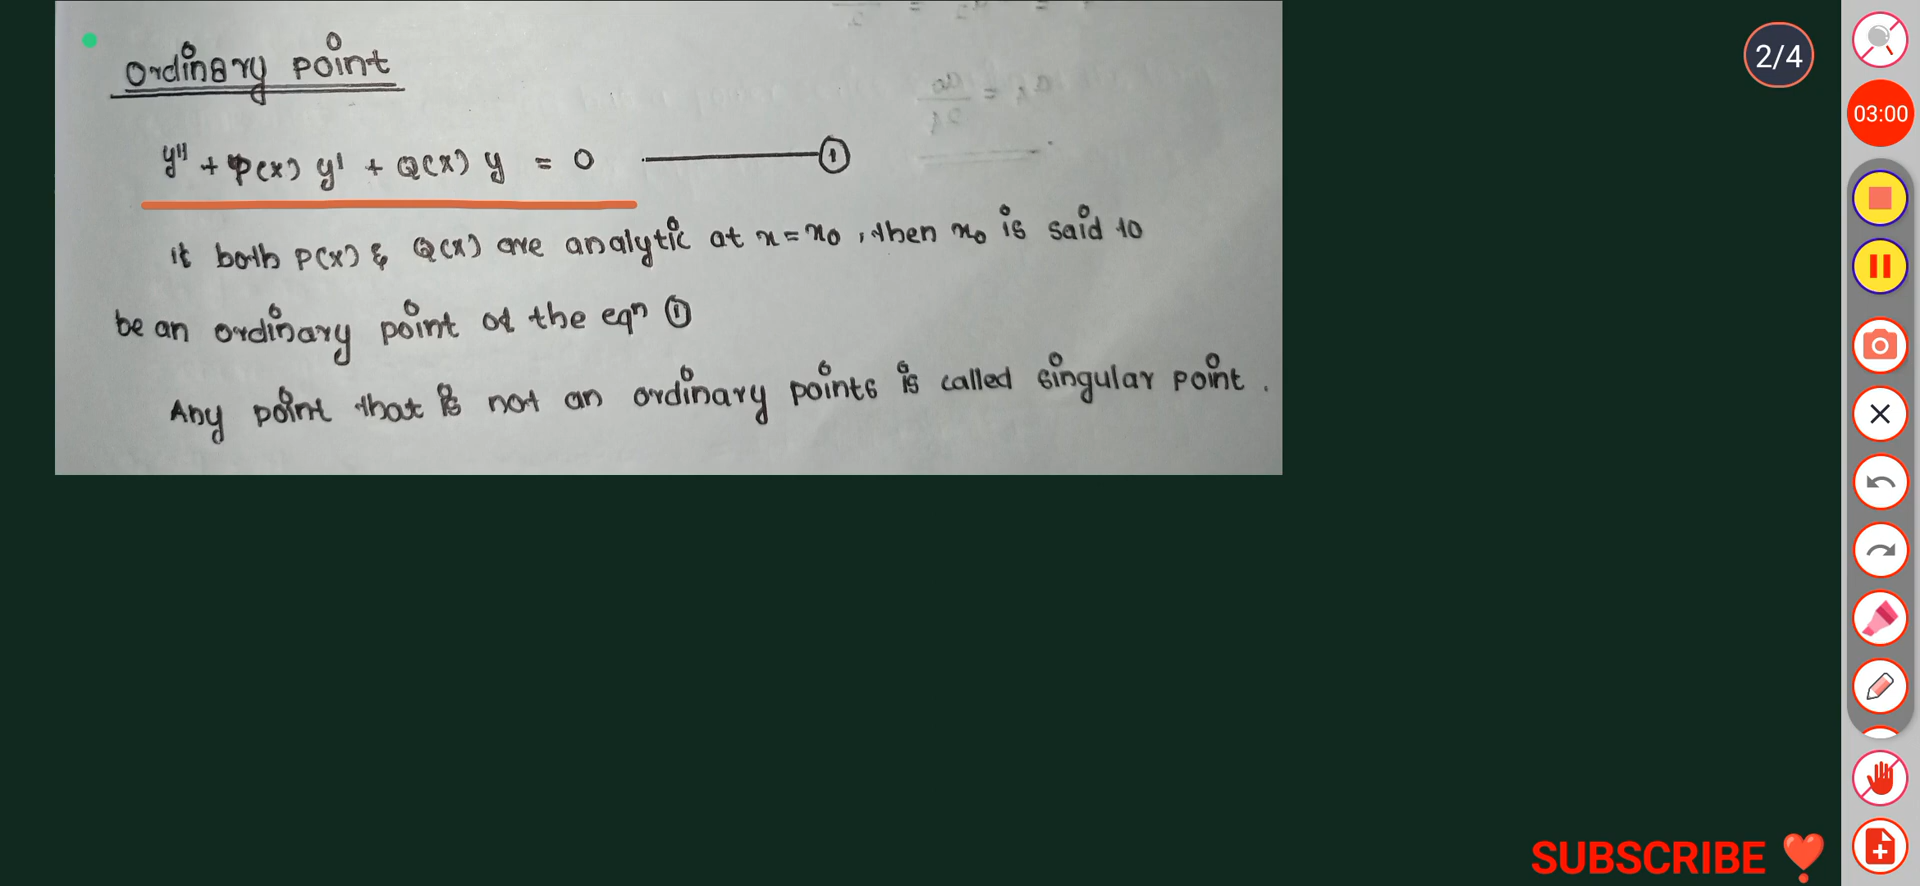 Ordinary point
y'' + P(x) y' + Q(x) y = 0 ——— ①
if both P(x) & Q(x) are analytic at x = x0, then x0 is said to
be an ordinary point of the eqn ①
Any point that is not an ordinary points is called singular point.
2/4
03:00
SUBSCRIBE